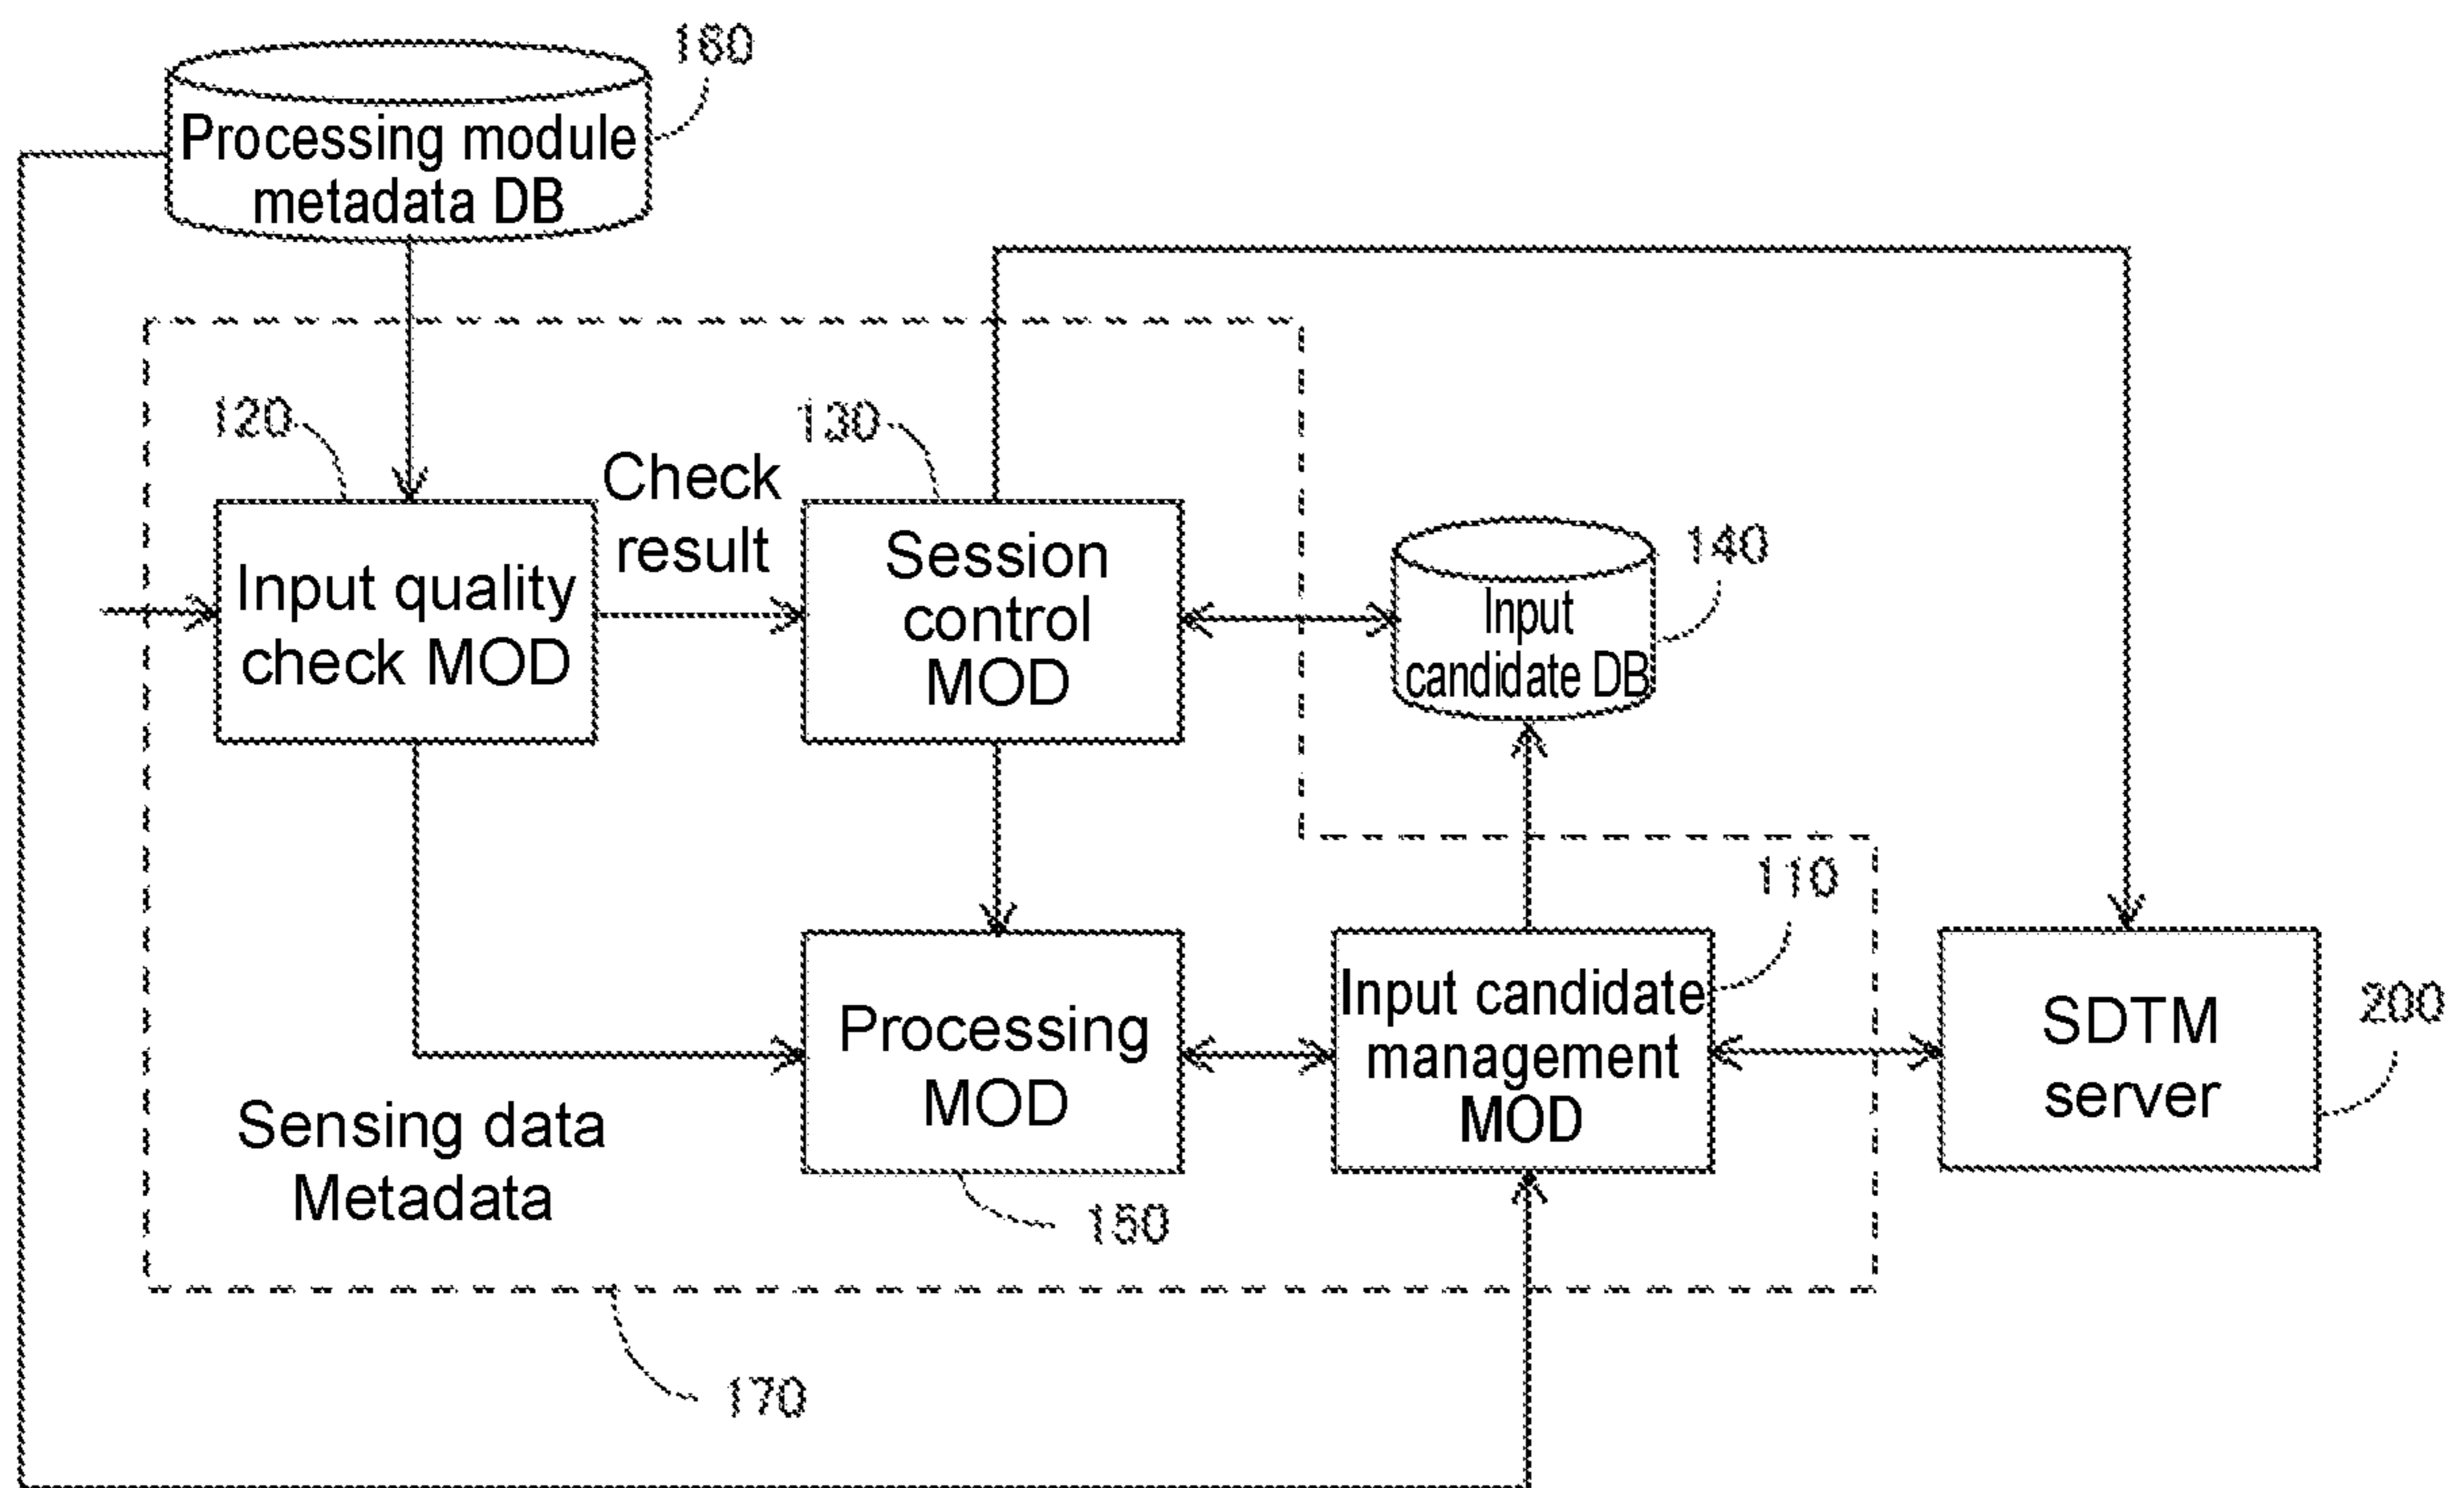 160
Processing module
metadata DB
120
130
Check
result
Input quality
check MOD
Session
control
MOD
140
Input
candidate DB
110
Processing
MOD
Input candidate
management
MOD
SDTM
server
200
Sensing data
Metadata
150
170